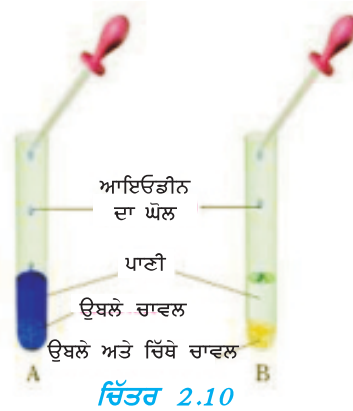 ਆਇਓਡੀਨ
ਦਾ ਘੋਲ
ਪਾਣੀ
ਉਬਲੇ ਚਾਵਲ
ਉਬਲੇ ਅਤੇ ਚਿੱਥੇ ਚਾਵਲ
A B
ਚਿੱਤਰ 2.10